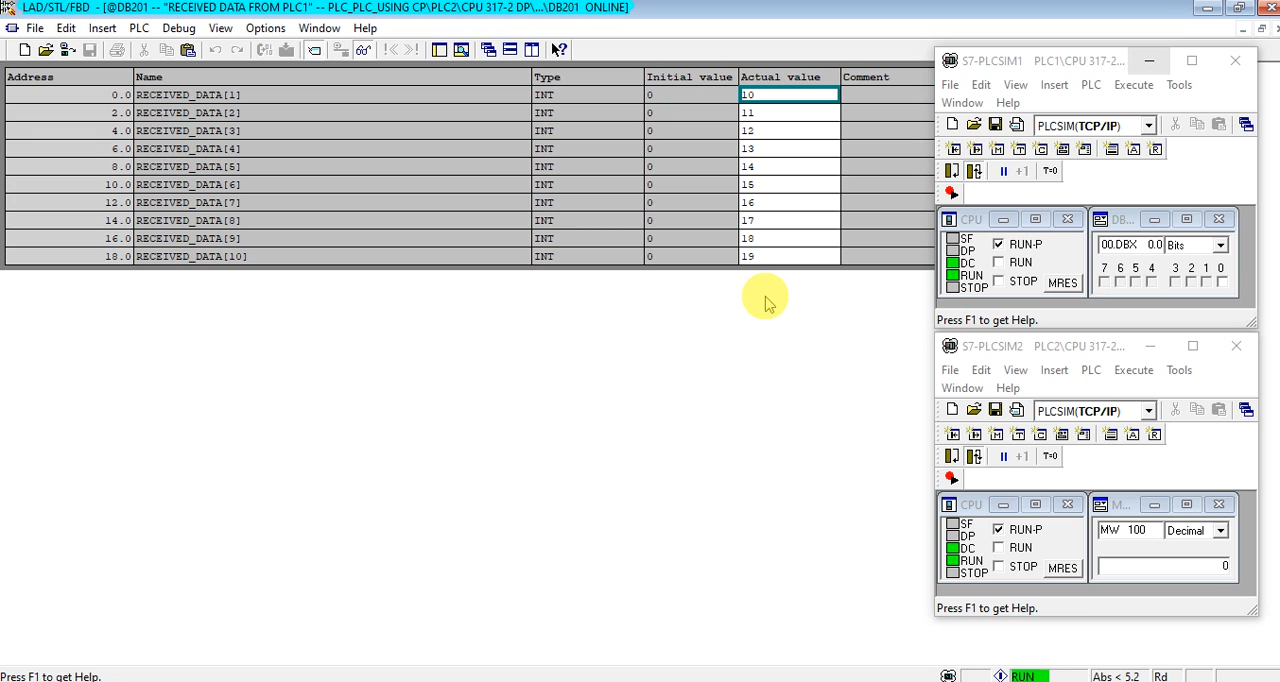 LAD/STL/FBD - [@DB201 -- "RECEIVED DATA FROM PLC1" -- PLC_PLC_USING CP\PLC2\CPU 317-2 DP\...\DB201 ONLINE]
File Edit Insert PLC Debug View Options Window Help
Address Name Type Initial value Actual value Comment
0.0 RECEIVED_DATA[1] INT 0 10
2.0 RECEIVED_DATA[2] INT 0 11
4.0 RECEIVED_DATA[3] INT 0 12
6.0 RECEIVED_DATA[4] INT 0 13
8.0 RECEIVED_DATA[5] INT 0 14
10.0 RECEIVED_DATA[6] INT 0 15
12.0 RECEIVED_DATA[7] INT 0 16
14.0 RECEIVED_DATA[8] INT 0 17
16.0 RECEIVED_DATA[9] INT 0 18
18.0 RECEIVED_DATA[10] INT 0 19
S7-PLCSIM1 PLC1\CPU 317-2...
File Edit View Insert PLC Execute Tools
Window Help
PLCSIM(TCP/IP)
+1 T=0
CPU
SF
DP
DC
RUN
STOP
RUN-P
RUN
STOP MRES
DB...
00.DBX 0.0 Bits
7 6 5 4 3 2 1 0
Press F1 to get Help.
S7-PLCSIM2 PLC2\CPU 317-2...
File Edit View Insert PLC Execute Tools
Window Help
PLCSIM(TCP/IP)
+1 T=0
CPU
SF
DP
DC
RUN
STOP
RUN-P
RUN
STOP MRES
M...
MW 100 Decimal
0
Press F1 to get Help.
Press F1 to get Help. RUN Abs < 5.2 Rd